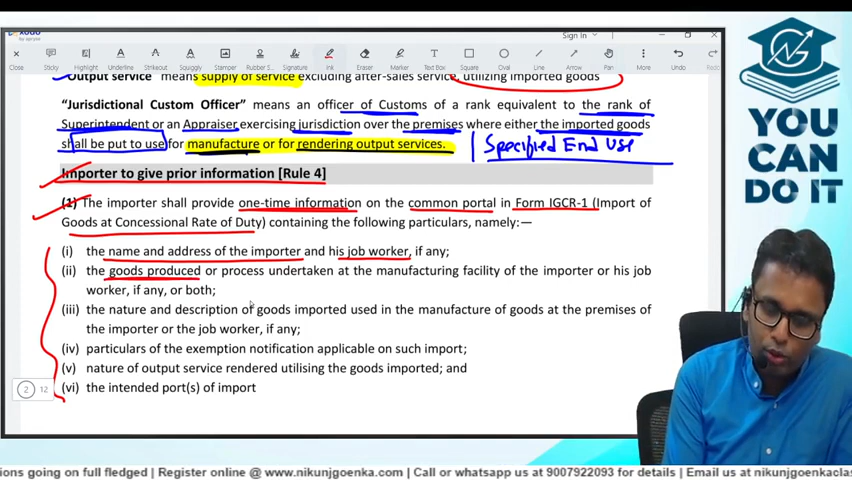 Sign In
Close
Sticky
Highlight
Underline
Strikeout
Squiggly
Stamp
Rubber S..
Signature
Ink
Marker
Eraser
Text
Square
Oval
Line
Arrow
Pan
More
Undo
Redo
"Output service" means supply of service excluding after-sales service, utilizing imported goods
"Jurisdictional Custom Officer" means an officer of Customs of a rank equivalent to the rank of
Superintendent or an Appraiser exercising jurisdiction over the premises where either the imported goods
shall be put to use for manufacture or for rendering output services.
Specified End Use
Importer to give prior information [Rule 4]
(1) The importer shall provide one-time information on the common portal in Form IGCR-1 (Import of
Goods at Concessional Rate of Duty) containing the following particulars, namely:—
(i) the name and address of the importer and his job worker, if any;
(ii) the goods produced or process undertaken at the manufacturing facility of the importer or his job
worker, if any, or both;
(iii) the nature and description of goods imported used in the manufacture of goods at the premises of
the importer or the job worker, if any;
(iv) particulars of the exemption notification applicable on such import;
(v) nature of output service rendered utilising the goods imported; and
(vi) the intended port(s) of import
2 12
NG
YOU
CAN
DO IT
ions going on full fledged | Register online @ www.nikunjgoenka.com | Call or whatsapp us at 9007922093 for details | Email us at nikunjgoenkaclas